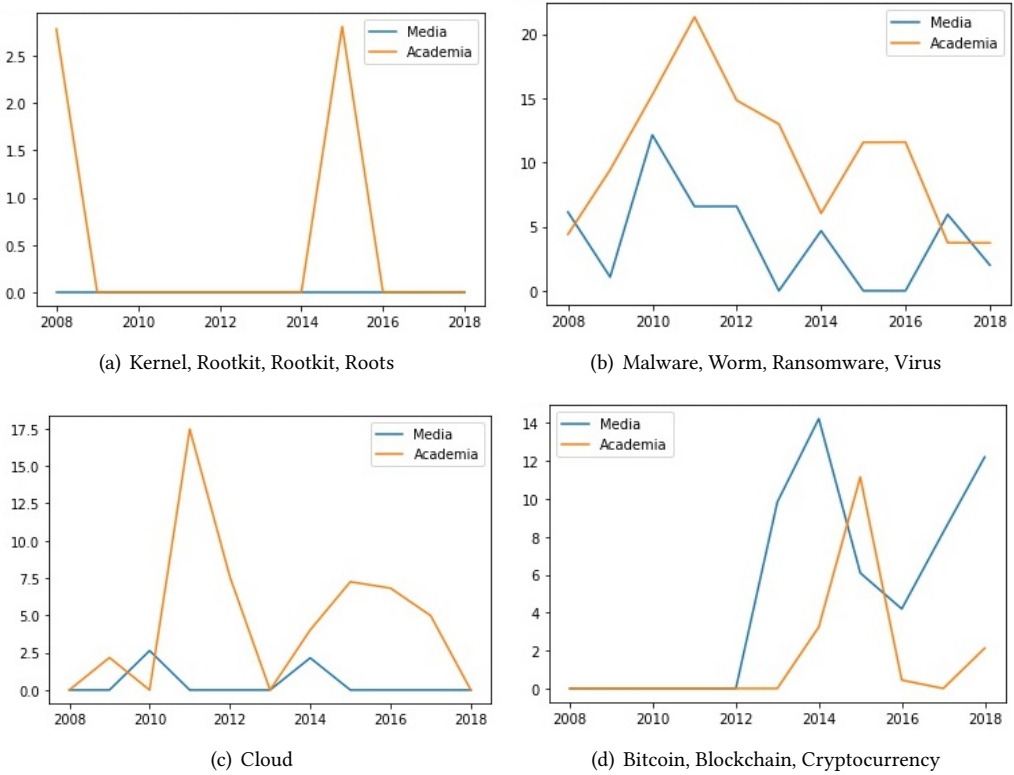 2.5
2.0
1.5
1.0
0.5
0.0
2008 2010 2012 2014 2016 2018
Media
Academia
(a) Kernel, Rootkit, Rootkit, Roots
20
15
10
5
0
2008 2010 2012 2014 2016 2018
Media
Academia
(b) Malware, Worm, Ransomware, Virus
17.5
15.0
12.5
10.0
7.5
5.0
2.5
0.0
2008 2010 2012 2014 2016 2018
Media
Academia
(c) Cloud
14
12
10
8
6
4
2
0
2008 2010 2012 2014 2016 2018
Media
Academia
(d) Bitcoin, Blockchain, Cryptocurrency